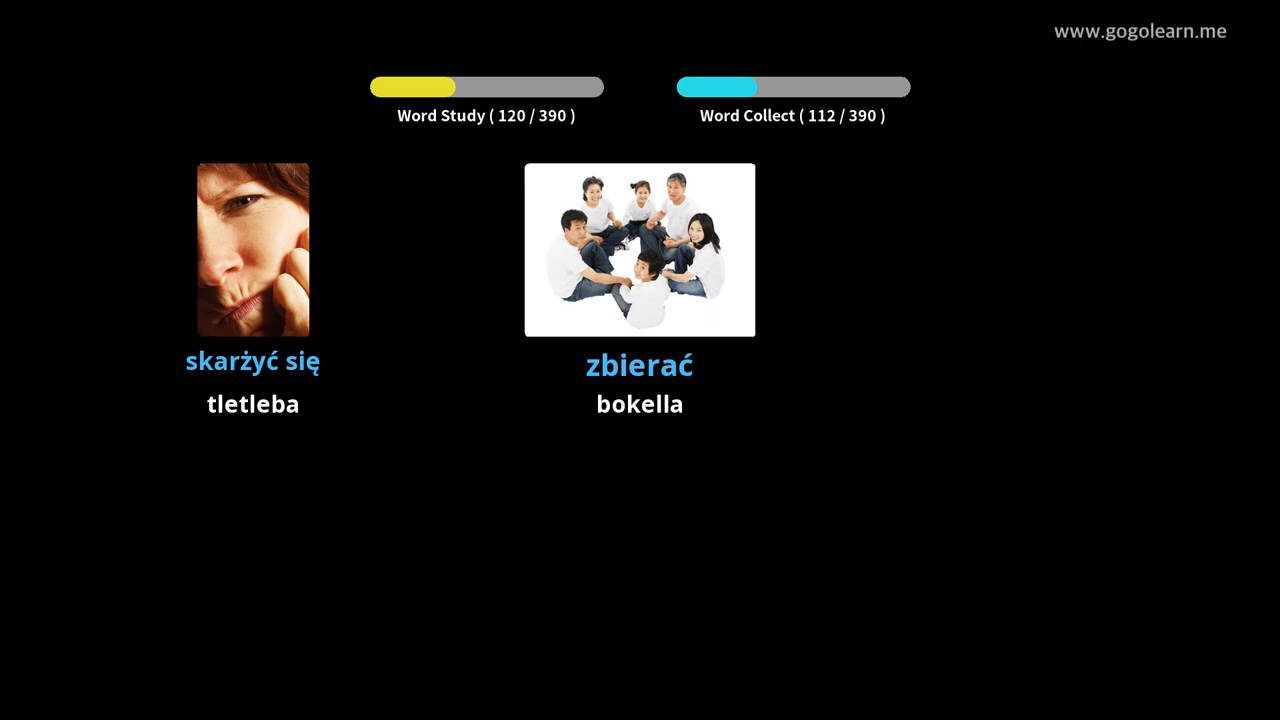 www.gogolearn.me
Word Study ( 120 / 390 )
Word Collect ( 112 / 390 )
skarżyć się
tletleba
zbierać
bokella